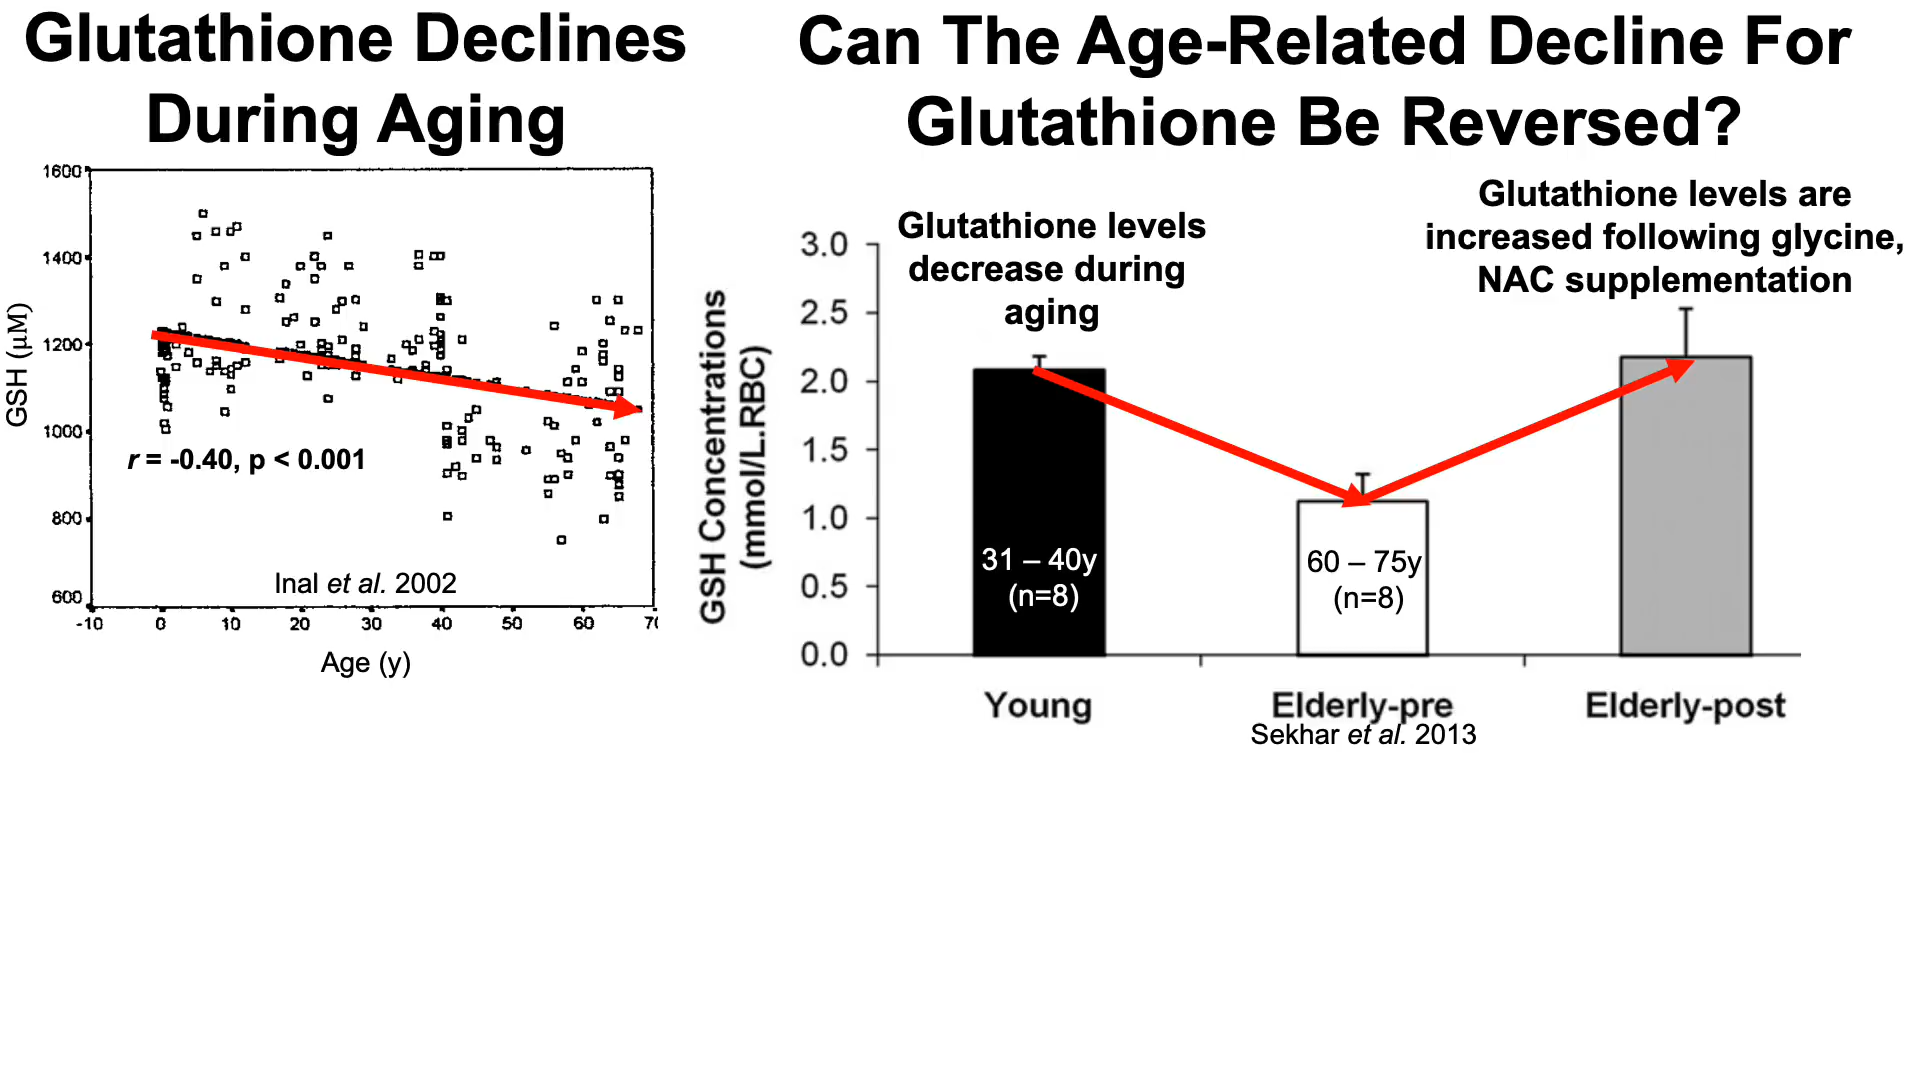 Glutathione Declines
During Aging
1600
1400
1200
1000
800
600
GSH (μM)
r = -0.40, p < 0.001
Inal et al. 2002
-10 0 10 20 30 40 50 60 70
Age (y)
Can The Age-Related Decline For
Glutathione Be Reversed?
Glutathione levels
decrease during
aging
Glutathione levels are
increased following glycine,
NAC supplementation
3.0
2.5
2.0
1.5
1.0
0.5
0.0
GSH Concentrations
(mmol/L.RBC)
31 – 40y
(n=8)
60 – 75y
(n=8)
Young Elderly-pre Elderly-post
Sekhar et al. 2013